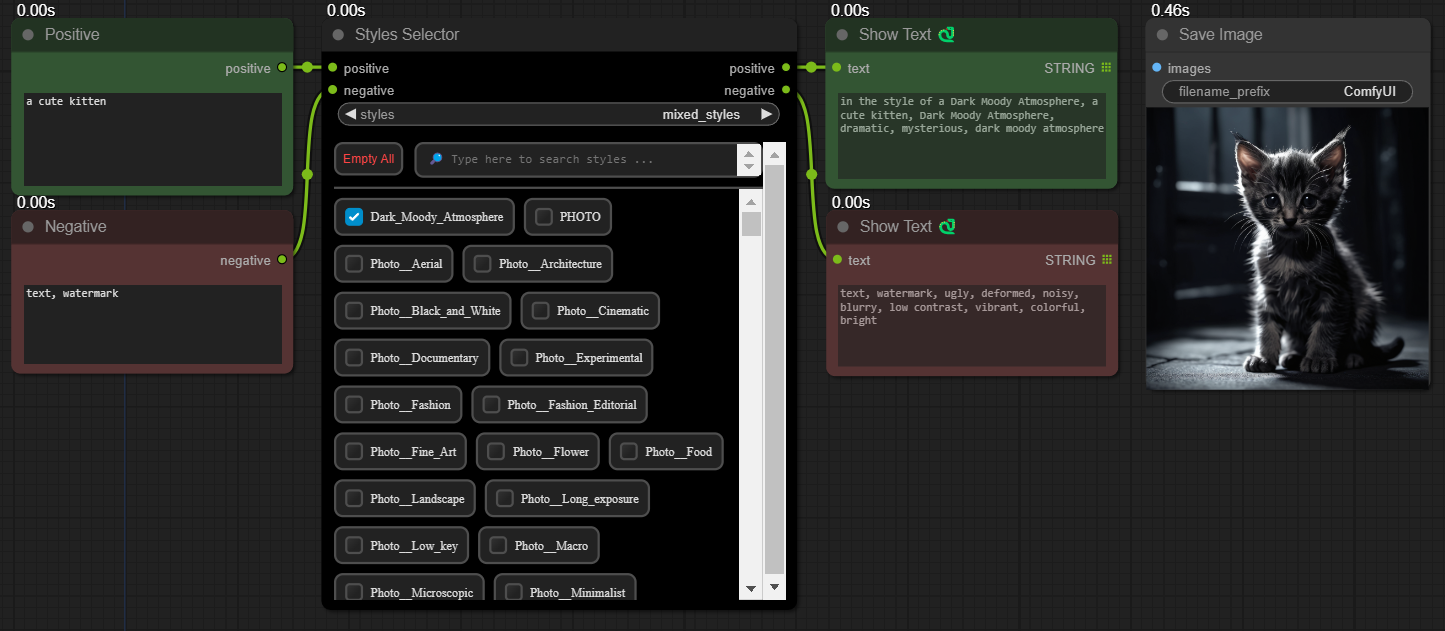 0.00s
Positive
positive
a cute kitten
0.00s
Negative
negative
text, watermark
0.00s
Styles Selector
positive positive
negative negative
styles mixed_styles
Empty All Type here to search styles ...
Dark_Moody_Atmosphere PHOTO
Photo__Aerial Photo__Architecture
Photo__Black_and_White Photo__Cinematic
Photo__Documentary Photo__Experimental
Photo__Fashion Photo__Fashion_Editorial
Photo__Fine_Art Photo__Flower Photo__Food
Photo__Landscape Photo__Long_exposure
Photo__Low_key Photo__Macro
Photo__Microscopic Photo__Minimalist
0.00s
Show Text
text STRING
in the style of a Dark Moody Atmosphere, a
cute kitten, Dark Moody Atmosphere,
dramatic, mysterious, dark moody atmosphere
0.00s
Show Text
text STRING
text, watermark, ugly, deformed, noisy,
blurry, low contrast, vibrant, colorful,
bright
0.46s
Save Image
images
filename_prefix ComfyUI